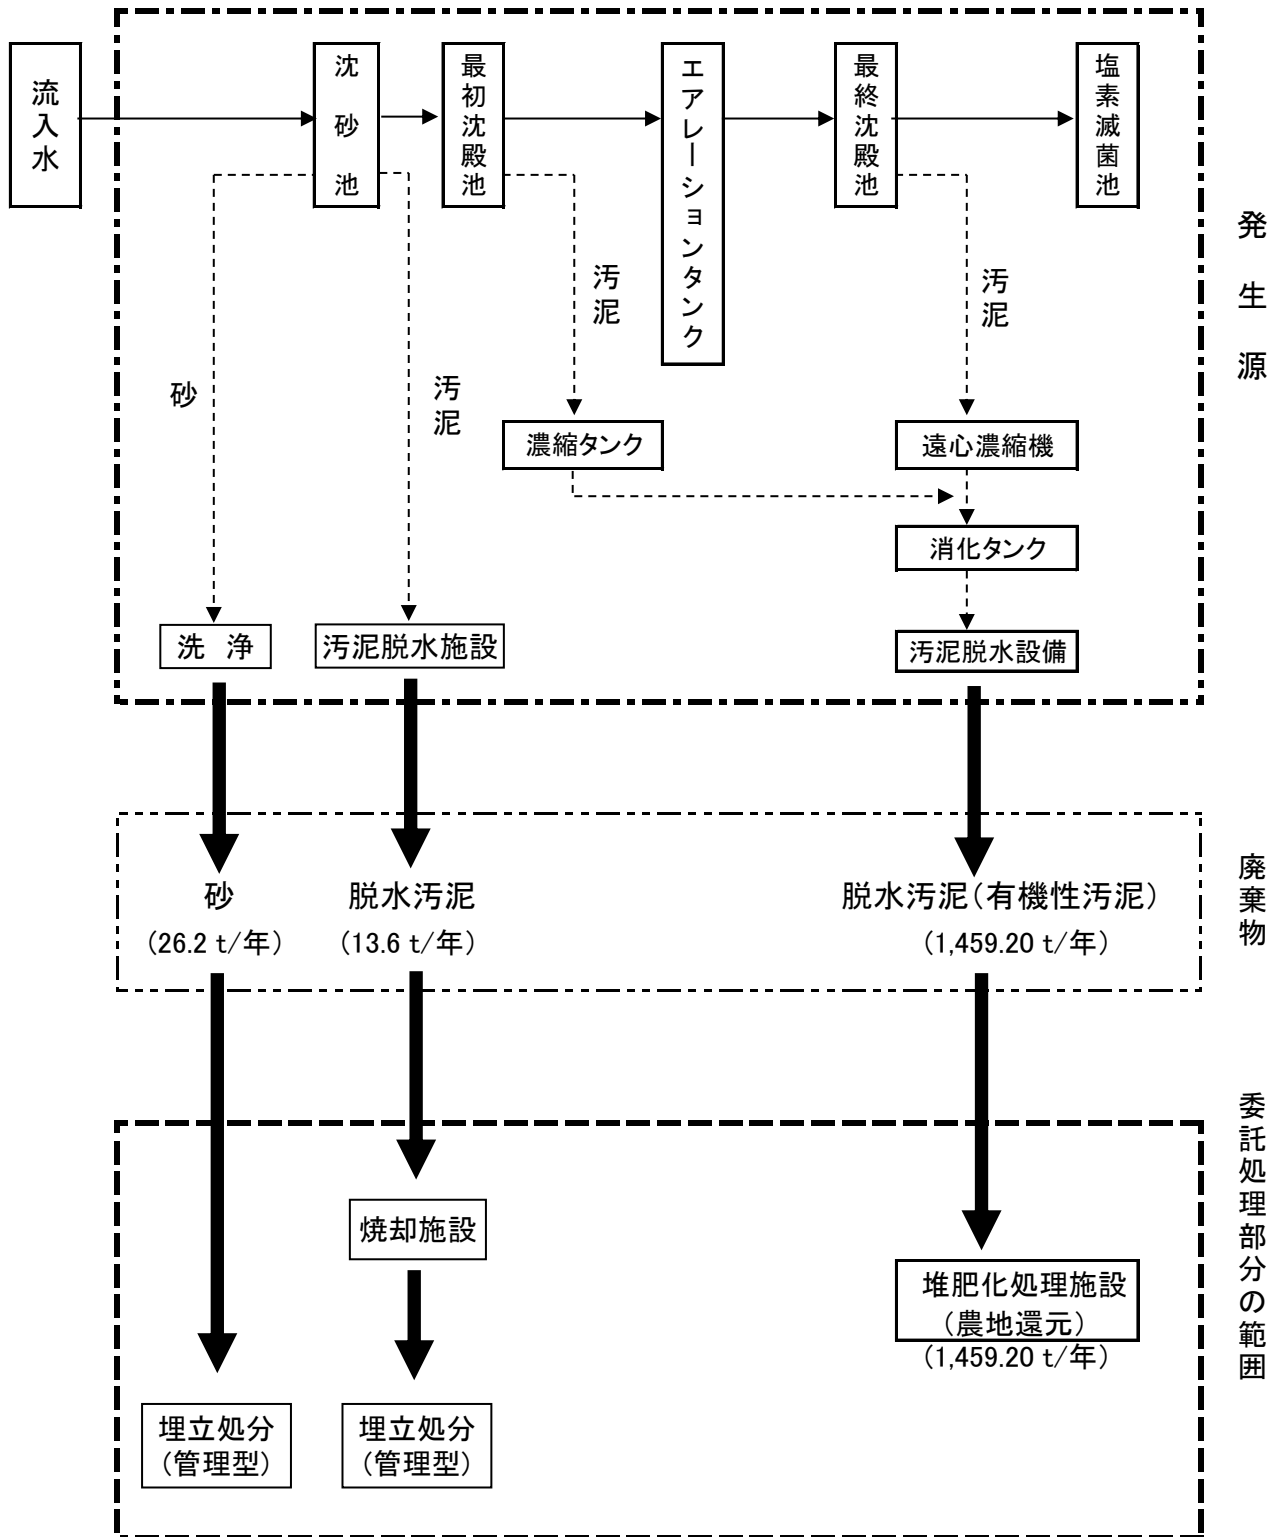 流入水
沈砂池
最初沈殿池
エアレーションタンク
最終沈殿池
塩素滅菌池
発生源
砂
汚泥
汚泥
汚泥
濃縮タンク
遠心濃縮機
消化タンク
洗 浄
汚泥脱水施設
汚泥脱水設備
砂
(26.2 t/年)
脱水汚泥
(13.6 t/年)
脱水汚泥(有機性汚泥)
(1,459.20 t/年)
廃棄物
委託処理部分の範囲
焼却施設
堆肥化処理施設
(農地還元)
(1,459.20 t/年)
埋立処分
(管理型)
埋立処分
(管理型)